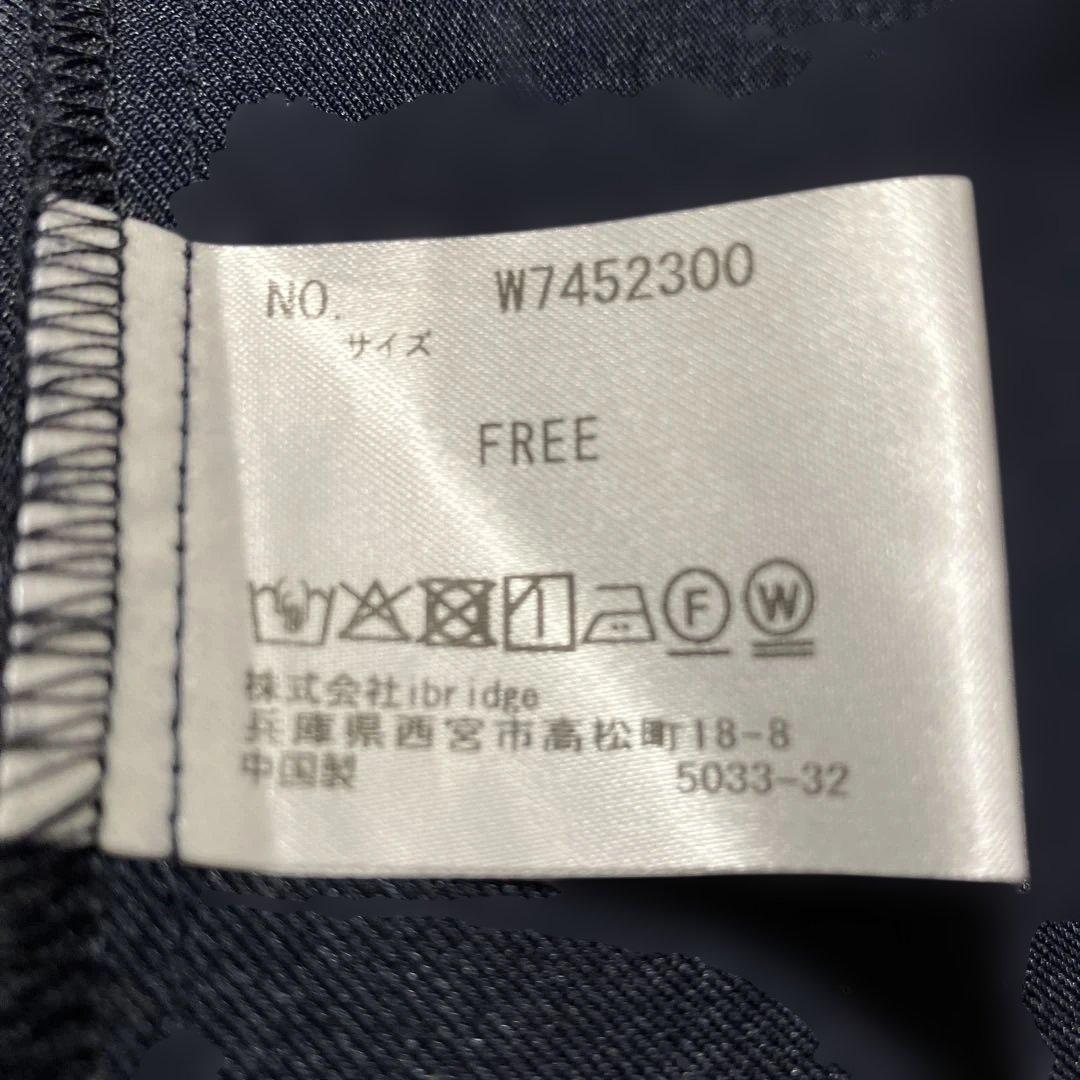 NO. W7452300
サイズ
FREE
F W
株式会社ibridge
兵庫県西宮市高松町18-8
中国製 5033-32